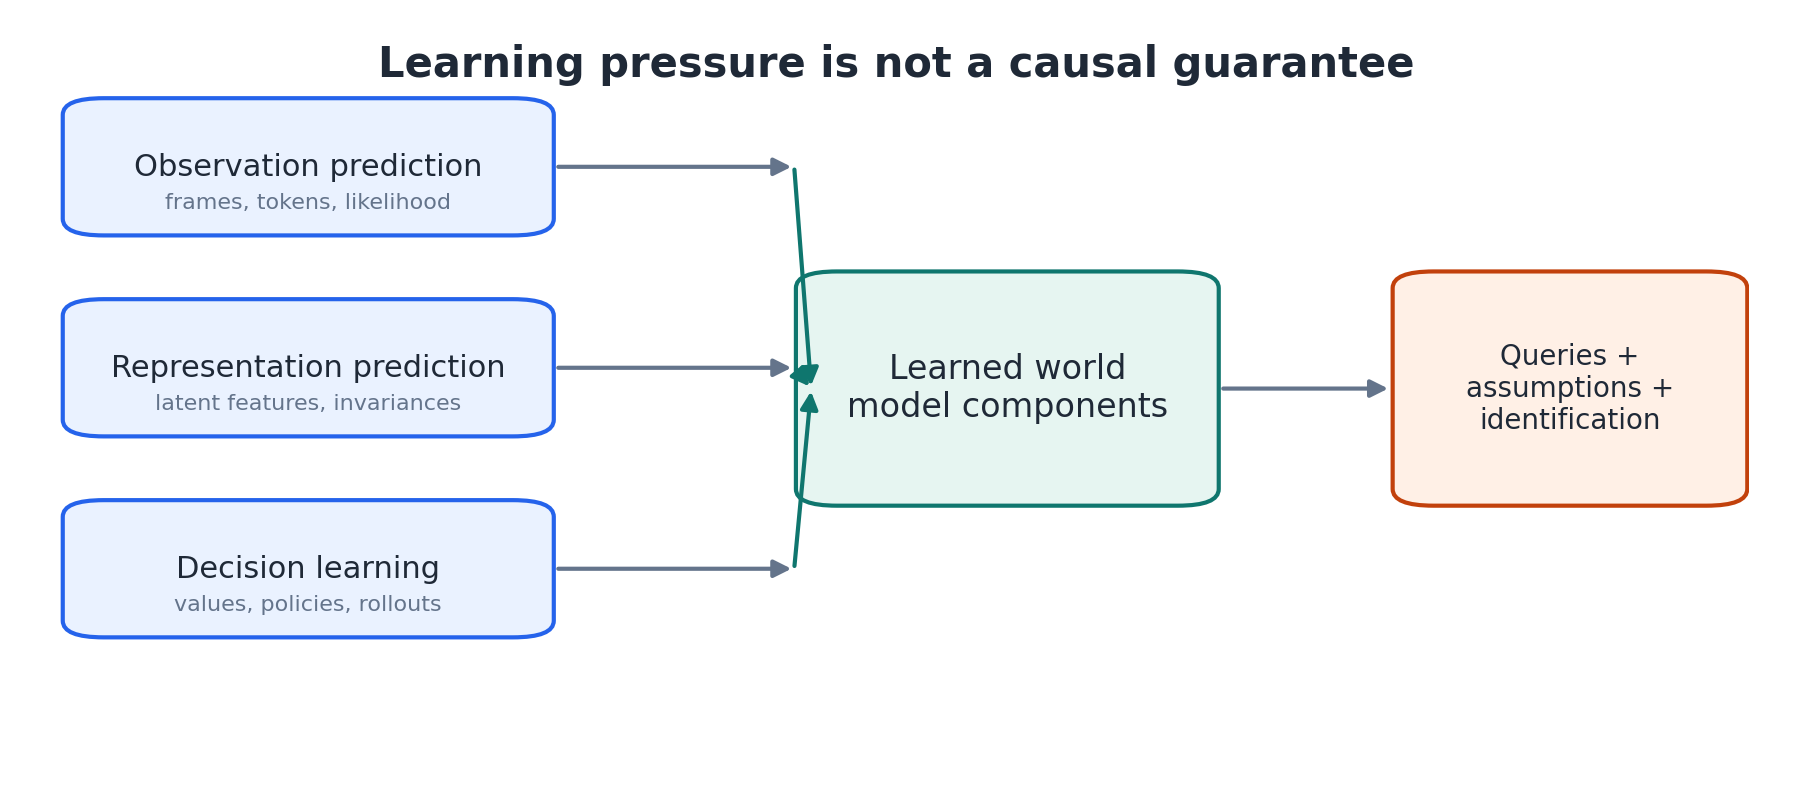 Learning pressure is not a causal guarantee
Observation prediction
frames, tokens, likelihood
Representation prediction
latent features, invariances
Decision learning
values, policies, rollouts
Learned world
model components
Queries +
assumptions +
identification